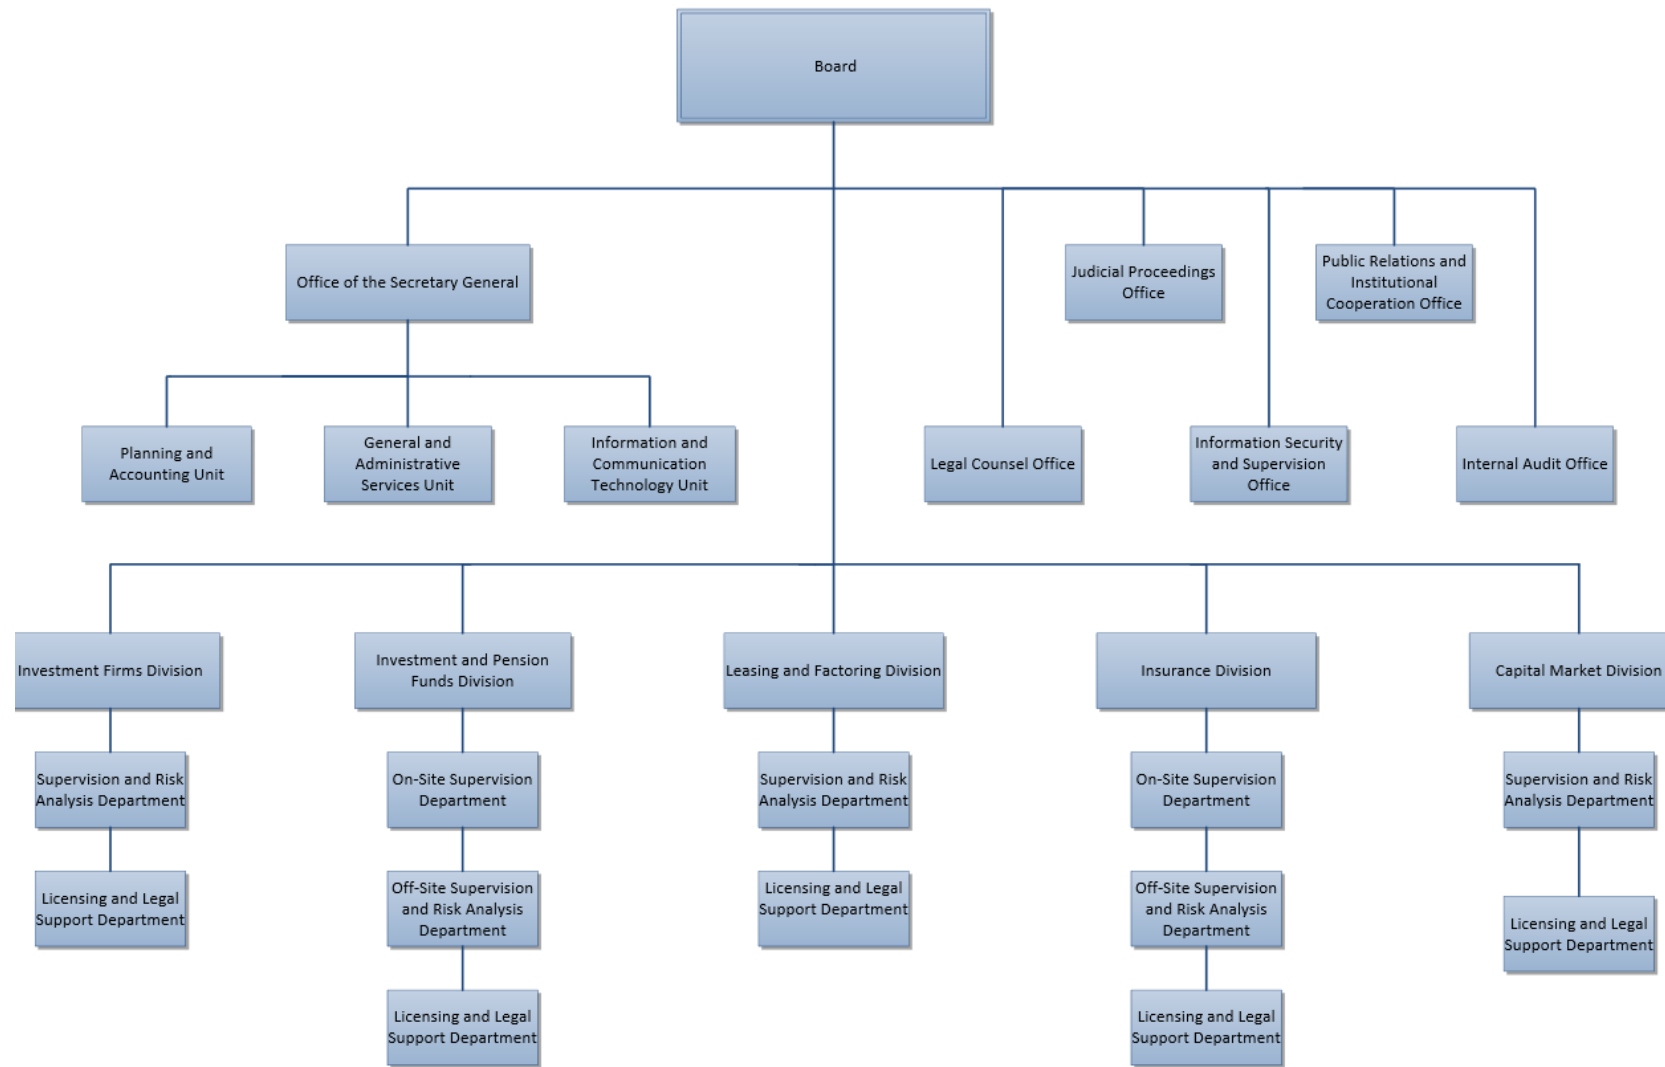 Board
Office of the Secretary General
Judicial Proceedings
Office
Public Relations and
Institutional
Cooperation Office
Planning and
Accounting Unit
General and
Administrative
Services Unit
Information and
Communication
Technology Unit
Legal Counsel Office
Information Security
and Supervision
Office
Internal Audit Office
Investment Firms Division
Investment and Pension
Funds Division
Leasing and Factoring Division
Insurance Division
Capital Market Division
Supervision and Risk
Analysis Department
On-Site Supervision
Department
Supervision and Risk
Analysis Department
On-Site Supervision
Department
Supervision and Risk
Analysis Department
Licensing and Legal
Support Department
Off-Site Supervision
and Risk Analysis
Department
Licensing and Legal
Support Department
Off-Site Supervision
and Risk Analysis
Department
Licensing and Legal
Support Department
Licensing and Legal
Support Department
Licensing and Legal
Support Department